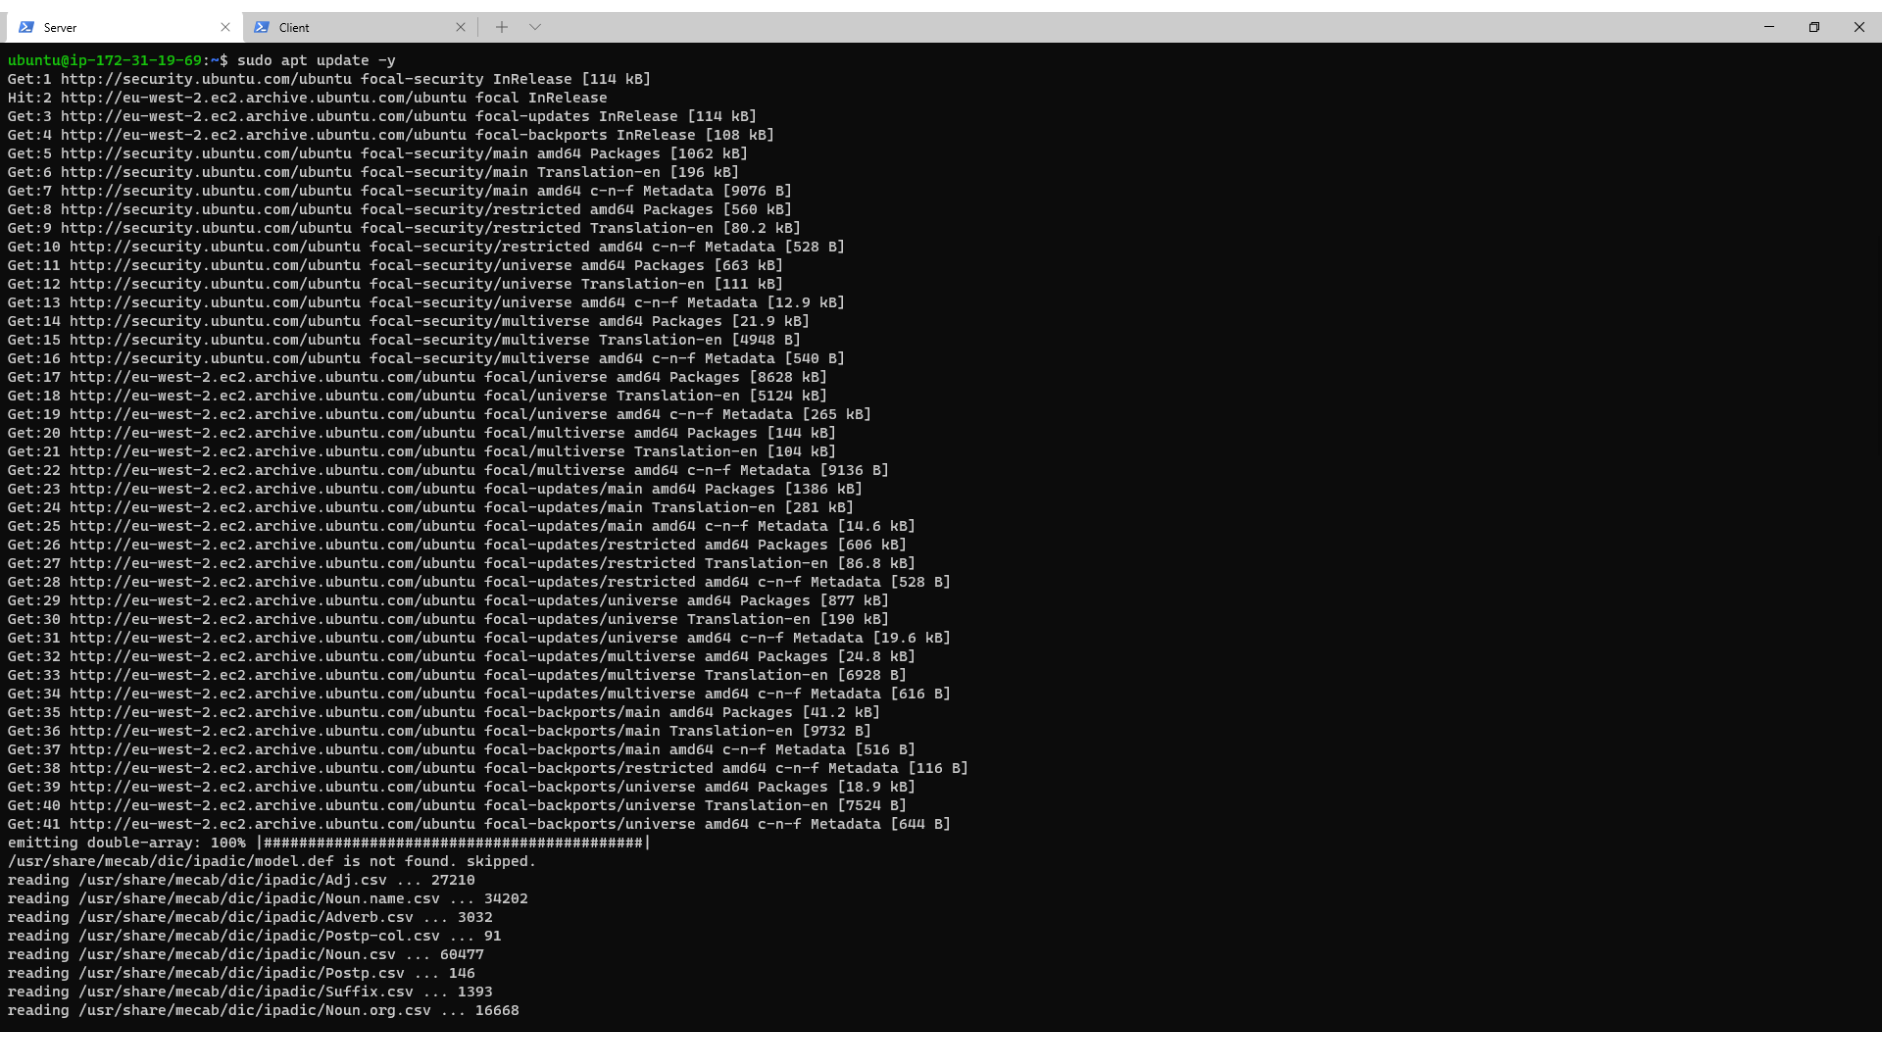 Server
Client
ubuntu@ip-172-31-19-69:~$ sudo apt update -y
Get:1 http://security.ubuntu.com/ubuntu focal-security InRelease [114 kB]
Hit:2 http://eu-west-2.ec2.archive.ubuntu.com/ubuntu focal InRelease
Get:3 http://eu-west-2.ec2.archive.ubuntu.com/ubuntu focal-updates InRelease [114 kB]
Get:4 http://eu-west-2.ec2.archive.ubuntu.com/ubuntu focal-backports InRelease [108 kB]
Get:5 http://security.ubuntu.com/ubuntu focal-security/main amd64 Packages [1062 kB]
Get:6 http://security.ubuntu.com/ubuntu focal-security/main Translation-en [196 kB]
Get:7 http://security.ubuntu.com/ubuntu focal-security/main amd64 c-n-f Metadata [9076 B]
Get:8 http://security.ubuntu.com/ubuntu focal-security/restricted amd64 Packages [560 kB]
Get:9 http://security.ubuntu.com/ubuntu focal-security/restricted Translation-en [80.2 kB]
Get:10 http://security.ubuntu.com/ubuntu focal-security/restricted amd64 c-n-f Metadata [528 B]
Get:11 http://security.ubuntu.com/ubuntu focal-security/universe amd64 Packages [663 kB]
Get:12 http://security.ubuntu.com/ubuntu focal-security/universe Translation-en [111 kB]
Get:13 http://security.ubuntu.com/ubuntu focal-security/universe amd64 c-n-f Metadata [12.9 kB]
Get:14 http://security.ubuntu.com/ubuntu focal-security/multiverse amd64 Packages [21.9 kB]
Get:15 http://security.ubuntu.com/ubuntu focal-security/multiverse Translation-en [4948 B]
Get:16 http://security.ubuntu.com/ubuntu focal-security/multiverse amd64 c-n-f Metadata [540 B]
Get:17 http://eu-west-2.ec2.archive.ubuntu.com/ubuntu focal/universe amd64 Packages [8628 kB]
Get:18 http://eu-west-2.ec2.archive.ubuntu.com/ubuntu focal/universe Translation-en [5124 kB]
Get:19 http://eu-west-2.ec2.archive.ubuntu.com/ubuntu focal/universe amd64 c-n-f Metadata [265 kB]
Get:20 http://eu-west-2.ec2.archive.ubuntu.com/ubuntu focal/multiverse amd64 Packages [144 kB]
Get:21 http://eu-west-2.ec2.archive.ubuntu.com/ubuntu focal/multiverse Translation-en [104 kB]
Get:22 http://eu-west-2.ec2.archive.ubuntu.com/ubuntu focal/multiverse amd64 c-n-f Metadata [9136 B]
Get:23 http://eu-west-2.ec2.archive.ubuntu.com/ubuntu focal-updates/main amd64 Packages [1386 kB]
Get:24 http://eu-west-2.ec2.archive.ubuntu.com/ubuntu focal-updates/main Translation-en [281 kB]
Get:25 http://eu-west-2.ec2.archive.ubuntu.com/ubuntu focal-updates/main amd64 c-n-f Metadata [14.6 kB]
Get:26 http://eu-west-2.ec2.archive.ubuntu.com/ubuntu focal-updates/restricted amd64 Packages [606 kB]
Get:27 http://eu-west-2.ec2.archive.ubuntu.com/ubuntu focal-updates/restricted Translation-en [86.8 kB]
Get:28 http://eu-west-2.ec2.archive.ubuntu.com/ubuntu focal-updates/restricted amd64 c-n-f Metadata [528 B]
Get:29 http://eu-west-2.ec2.archive.ubuntu.com/ubuntu focal-updates/universe amd64 Packages [877 kB]
Get:30 http://eu-west-2.ec2.archive.ubuntu.com/ubuntu focal-updates/universe Translation-en [190 kB]
Get:31 http://eu-west-2.ec2.archive.ubuntu.com/ubuntu focal-updates/universe amd64 c-n-f Metadata [19.6 kB]
Get:32 http://eu-west-2.ec2.archive.ubuntu.com/ubuntu focal-updates/multiverse amd64 Packages [24.8 kB]
Get:33 http://eu-west-2.ec2.archive.ubuntu.com/ubuntu focal-updates/multiverse Translation-en [6928 B]
Get:34 http://eu-west-2.ec2.archive.ubuntu.com/ubuntu focal-updates/multiverse amd64 c-n-f Metadata [616 B]
Get:35 http://eu-west-2.ec2.archive.ubuntu.com/ubuntu focal-backports/main amd64 Packages [41.2 kB]
Get:36 http://eu-west-2.ec2.archive.ubuntu.com/ubuntu focal-backports/main Translation-en [9732 B]
Get:37 http://eu-west-2.ec2.archive.ubuntu.com/ubuntu focal-backports/main amd64 c-n-f Metadata [516 B]
Get:38 http://eu-west-2.ec2.archive.ubuntu.com/ubuntu focal-backports/restricted amd64 c-n-f Metadata [116 B]
Get:39 http://eu-west-2.ec2.archive.ubuntu.com/ubuntu focal-backports/universe amd64 Packages [18.9 kB]
Get:40 http://eu-west-2.ec2.archive.ubuntu.com/ubuntu focal-backports/universe Translation-en [7524 B]
Get:41 http://eu-west-2.ec2.archive.ubuntu.com/ubuntu focal-backports/universe amd64 c-n-f Metadata [644 B]
emitting double-array: 100% |###########################################|
/usr/share/mecab/dic/ipadic/model.def is not found. skipped.
reading /usr/share/mecab/dic/ipadic/Adj.csv ... 27210
reading /usr/share/mecab/dic/ipadic/Noun.name.csv ... 34202
reading /usr/share/mecab/dic/ipadic/Adverb.csv ... 3032
reading /usr/share/mecab/dic/ipadic/Postp-col.csv ... 91
reading /usr/share/mecab/dic/ipadic/Noun.csv ... 60477
reading /usr/share/mecab/dic/ipadic/Postp.csv ... 146
reading /usr/share/mecab/dic/ipadic/Suffix.csv ... 1393
reading /usr/share/mecab/dic/ipadic/Noun.org.csv ... 16668